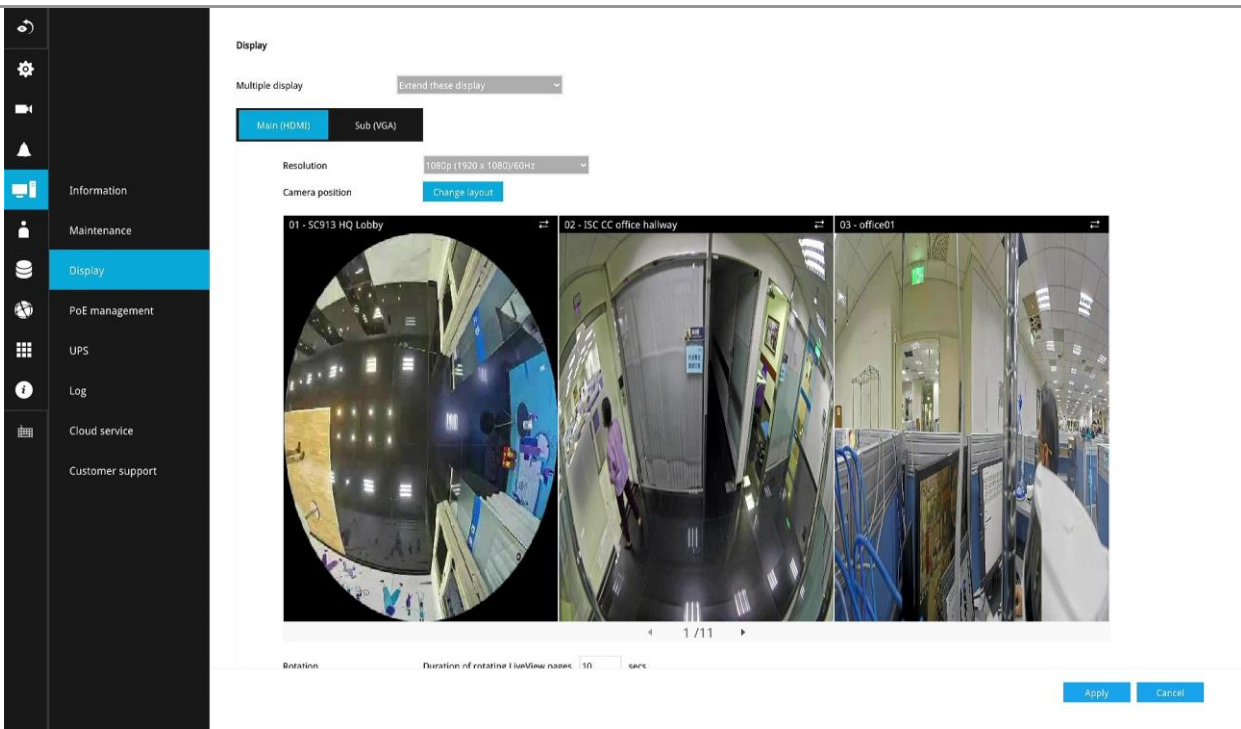 Display
Multiple display
Extend these display
Main (HDMI)
Sub (VGA)
Resolution
1080p (1920 x 1080)/60Hz
Camera position
Change layout
Information
Maintenance
Display
PoE management
UPS
Log
Cloud service
Customer support
01 - SC913 HQ Lobby
02 - ISC CC office hallway
03 - office01
1 /11
Rotation
Duration of rotating LiveView pages 10 secs
Apply
Cancel